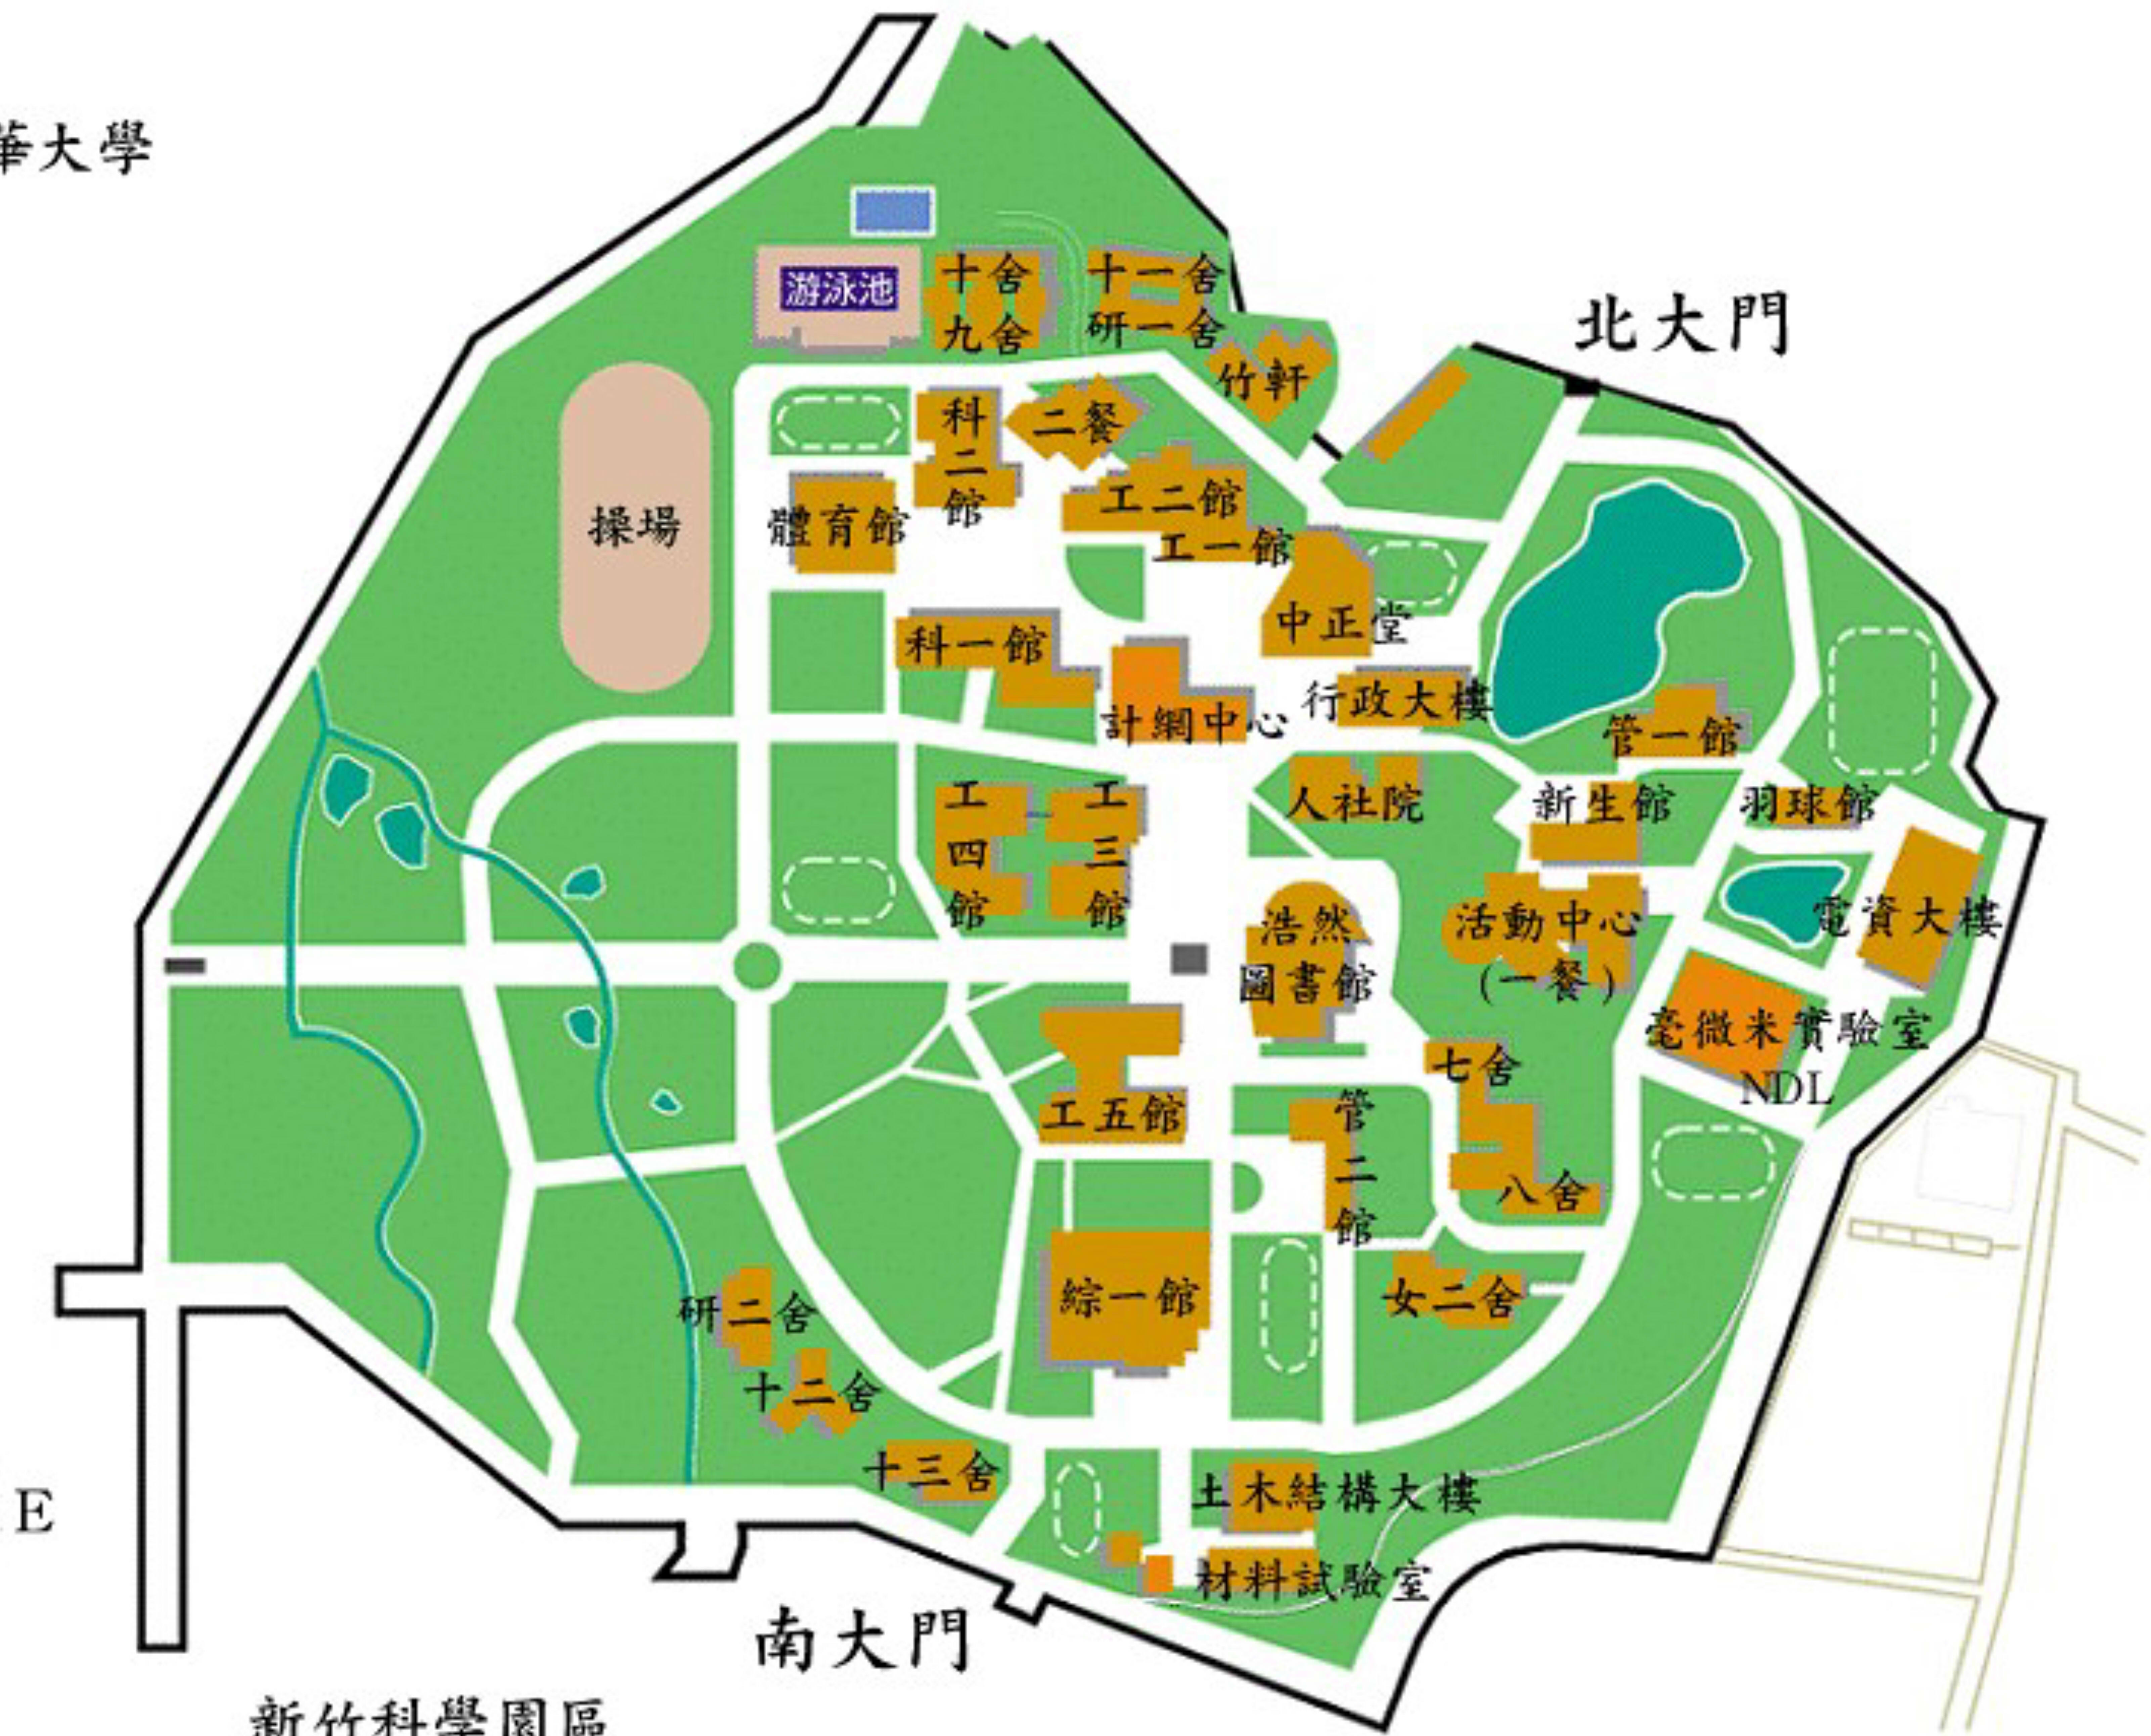 華大學
游泳池
十舍
九舍
十一舍
研一舍
竹軒
北大門
科二館
二餐
操場
體育館
工二館
工一館
中正堂
科一館
計網中心
行政大樓
管一館
工四館
工三館
人社院
新生館
羽球館
浩然
圖書館
活動中心
(一餐)
電資大樓
毫微米實驗室
NDL
七舍
工五館
管二館
八舍
研二舍
綜一館
女二舍
十二舍
十三舍
土木結構大樓
材料試驗室
E
南大門
新竹科學園區